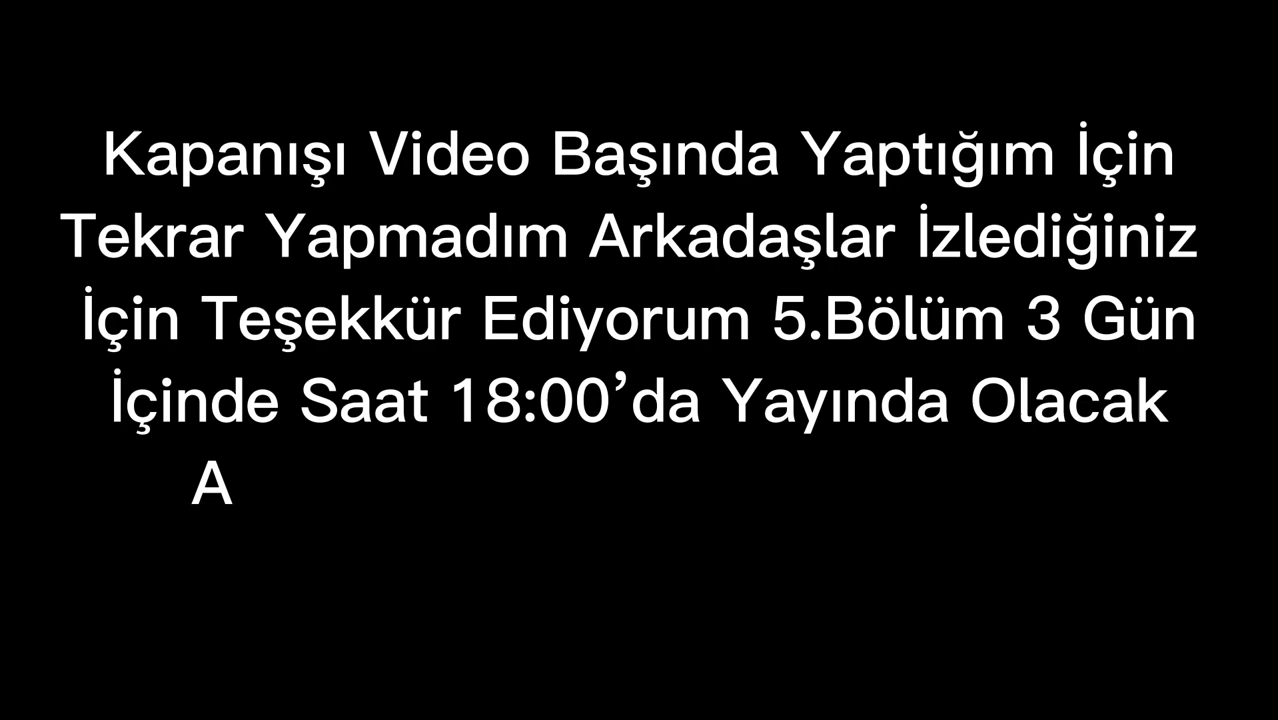 Kapanışı Video Başında Yaptığım İçin
Tekrar Yapmadım Arkadaşlar İzlediğiniz
İçin Teşekkür Ediyorum 5.Bölüm 3 Gün
İçinde Saat 18:00’da Yayında Olacak
A